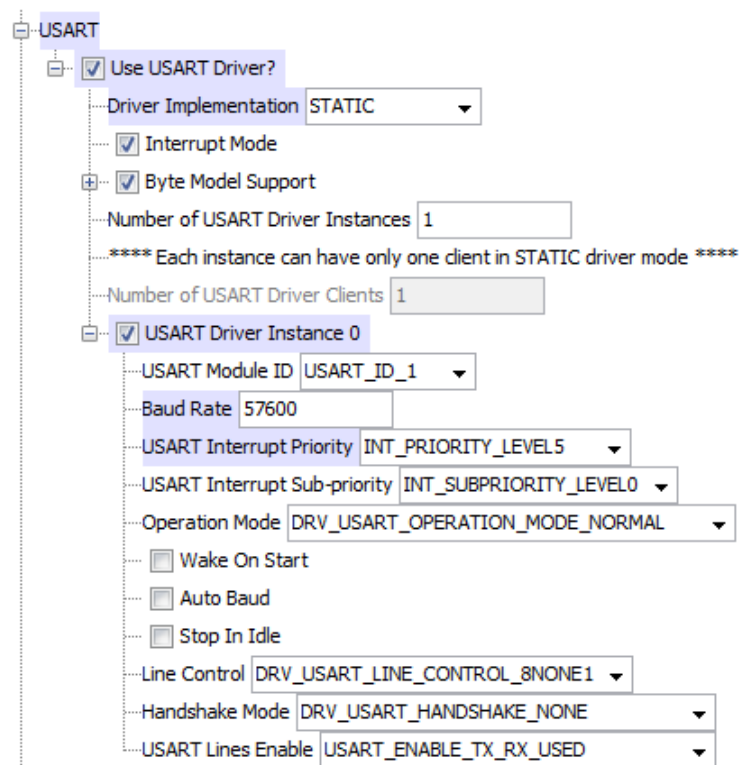 USART
Use USART Driver?
Driver Implementation STATIC
Interrupt Mode
Byte Model Support
Number of USART Driver Instances 1
**** Each instance can have only one client in STATIC driver mode ****
Number of USART Driver Clients 1
USART Driver Instance 0
USART Module ID USART_ID_1
Baud Rate 57600
USART Interrupt Priority INT_PRIORITY_LEVEL5
USART Interrupt Sub-priority INT_SUBPRIORITY_LEVEL0
Operation Mode DRV_USART_OPERATION_MODE_NORMAL
Wake On Start
Auto Baud
Stop In Idle
Line Control DRV_USART_LINE_CONTROL_8NONE1
Handshake Mode DRV_USART_HANDSHAKE_NONE
USART Lines Enable USART_ENABLE_TX_RX_USED